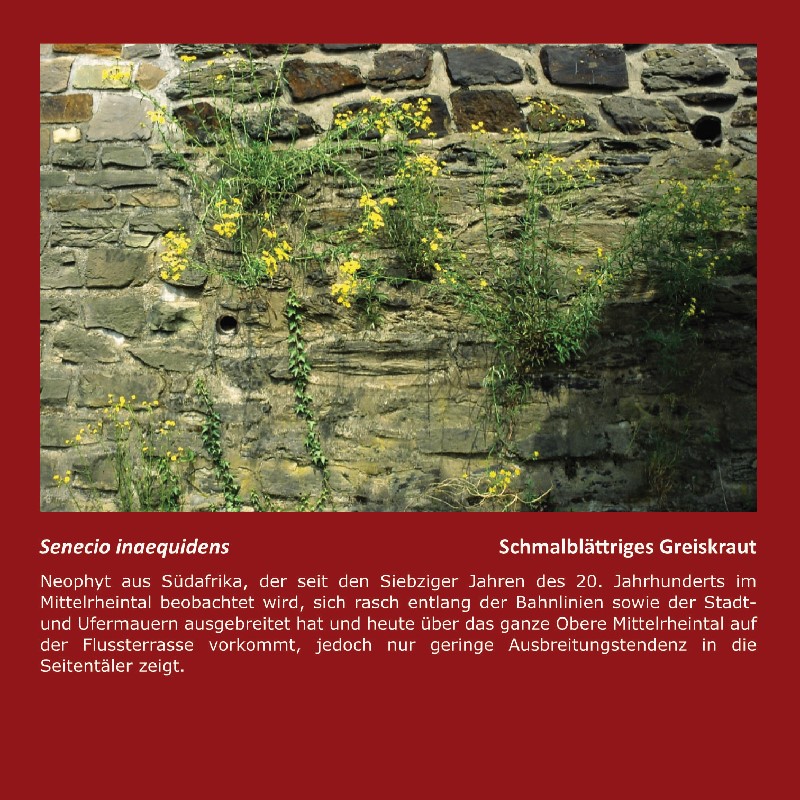 Senecio inaequidens
Schmalblättriges Greiskraut
Neophyt aus Südafrika, der seit den Siebziger Jahren des 20. Jahrhunderts im
Mittelrheintal beobachtet wird, sich rasch entlang der Bahnlinien sowie der Stadt-
und Ufermauern ausgebreitet hat und heute über das ganze Obere Mittelrheintal auf
der Flussterrasse vorkommt, jedoch nur geringe Ausbreitungstendenz in die
Seitentäler zeigt.